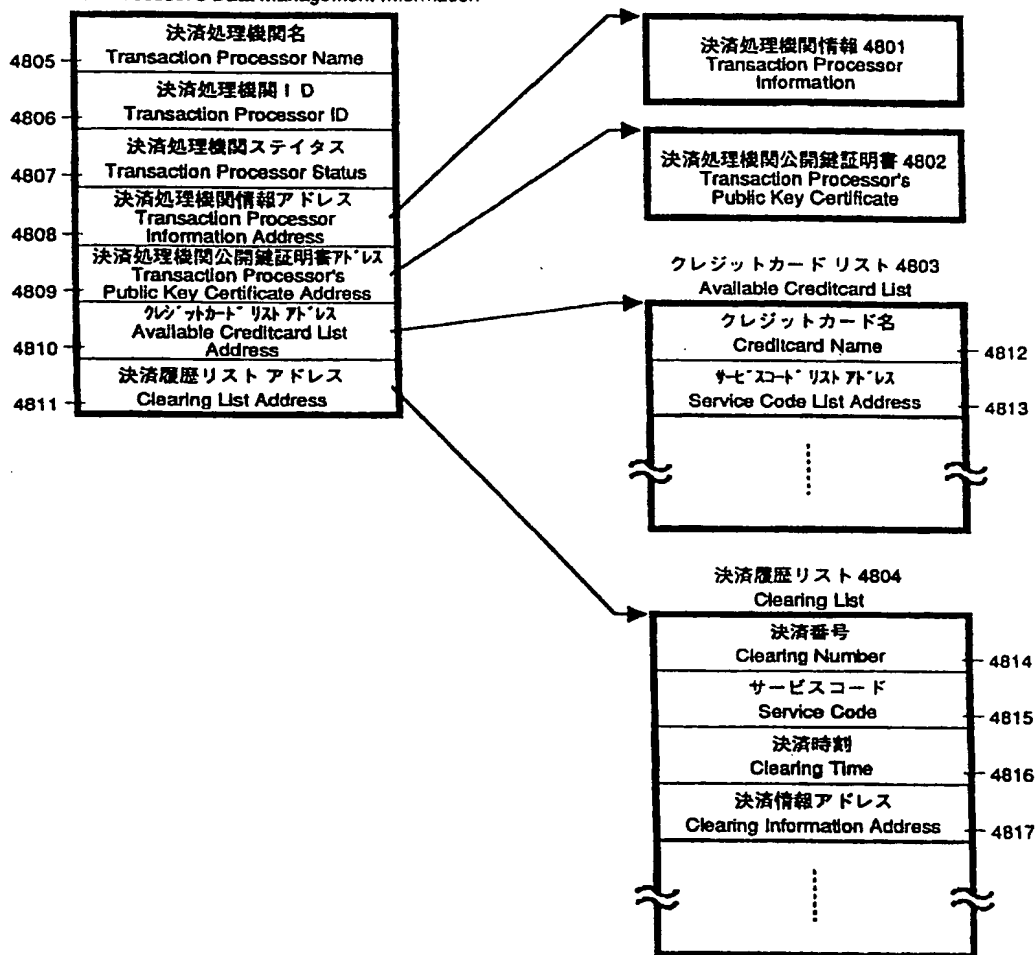 決済処理機関名
Transaction Processor Name
4805
決済処理機関ID
Transaction Processor ID
4806
決済処理機関ステイタス
Transaction Processor Status
4807
決済処理機関情報アドレス
Transaction Processor
Information Address
4808
決済処理機関公開鍵証明書アドレス
Transaction Processor's
Public Key Certificate Address
4809
クレジットカード リスト アドレス
Available Creditcard List
Address
4810
決済履歴リスト アドレス
Clearing List Address
4811
決済処理機関情報 4801
Transaction Processor
Information
決済処理機関公開鍵証明書 4802
Transaction Processor's
Public Key Certificate
クレジットカード リスト 4803
Available Creditcard List
クレジットカード名
Creditcard Name
4812
サービスコード リスト アドレス
Service Code List Address
4813
決済履歴リスト 4804
Clearing List
決済番号
Clearing Number
4814
サービスコード
Service Code
4815
決済時刻
Clearing Time
4816
決済情報アドレス
Clearing Information Address
4817